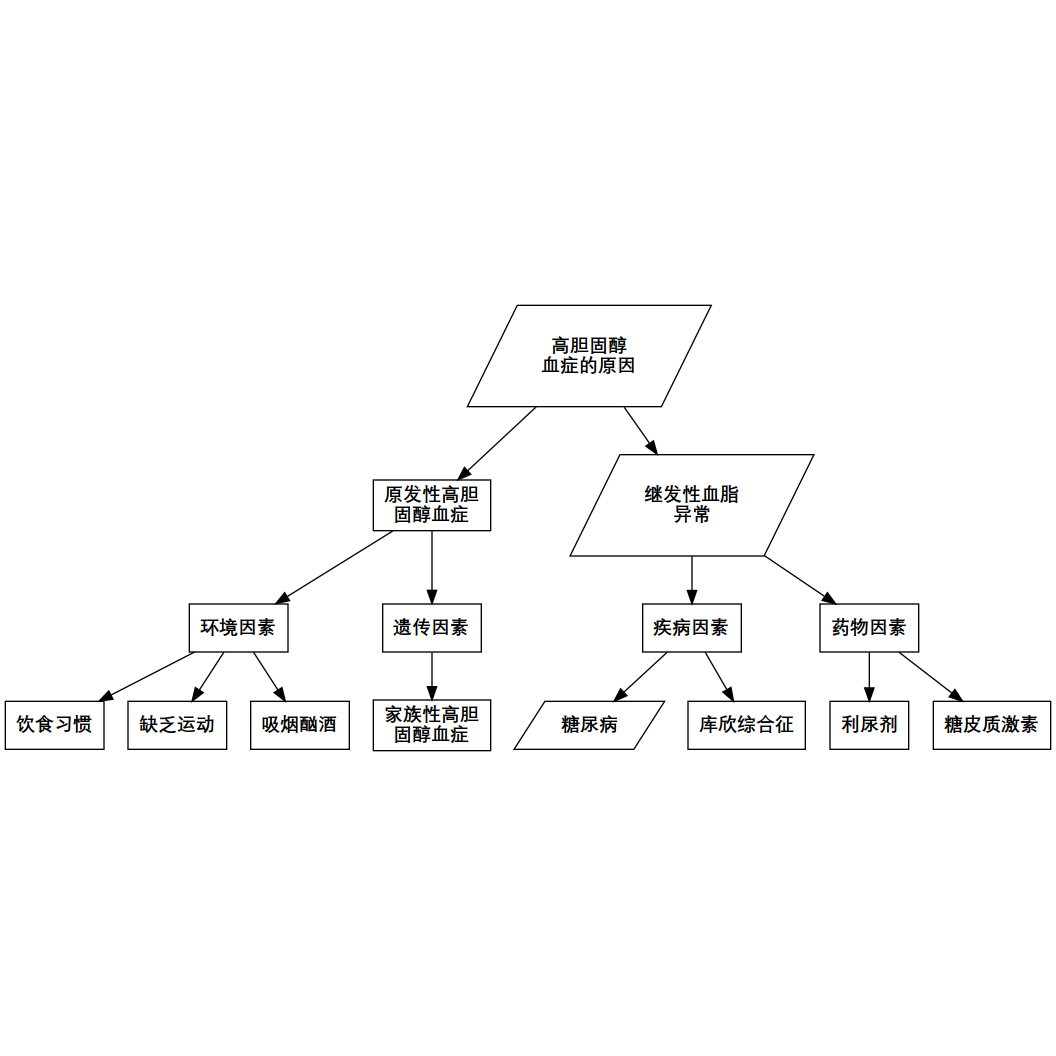 高胆固醇
血症的原因
原发性高胆
固醇血症
继发性血脂
异常
环境因素
遗传因素
疾病因素
药物因素
饮食习惯
缺乏运动
吸烟酗酒
家族性高胆
固醇血症
糖尿病
库欣综合征
利尿剂
糖皮质激素